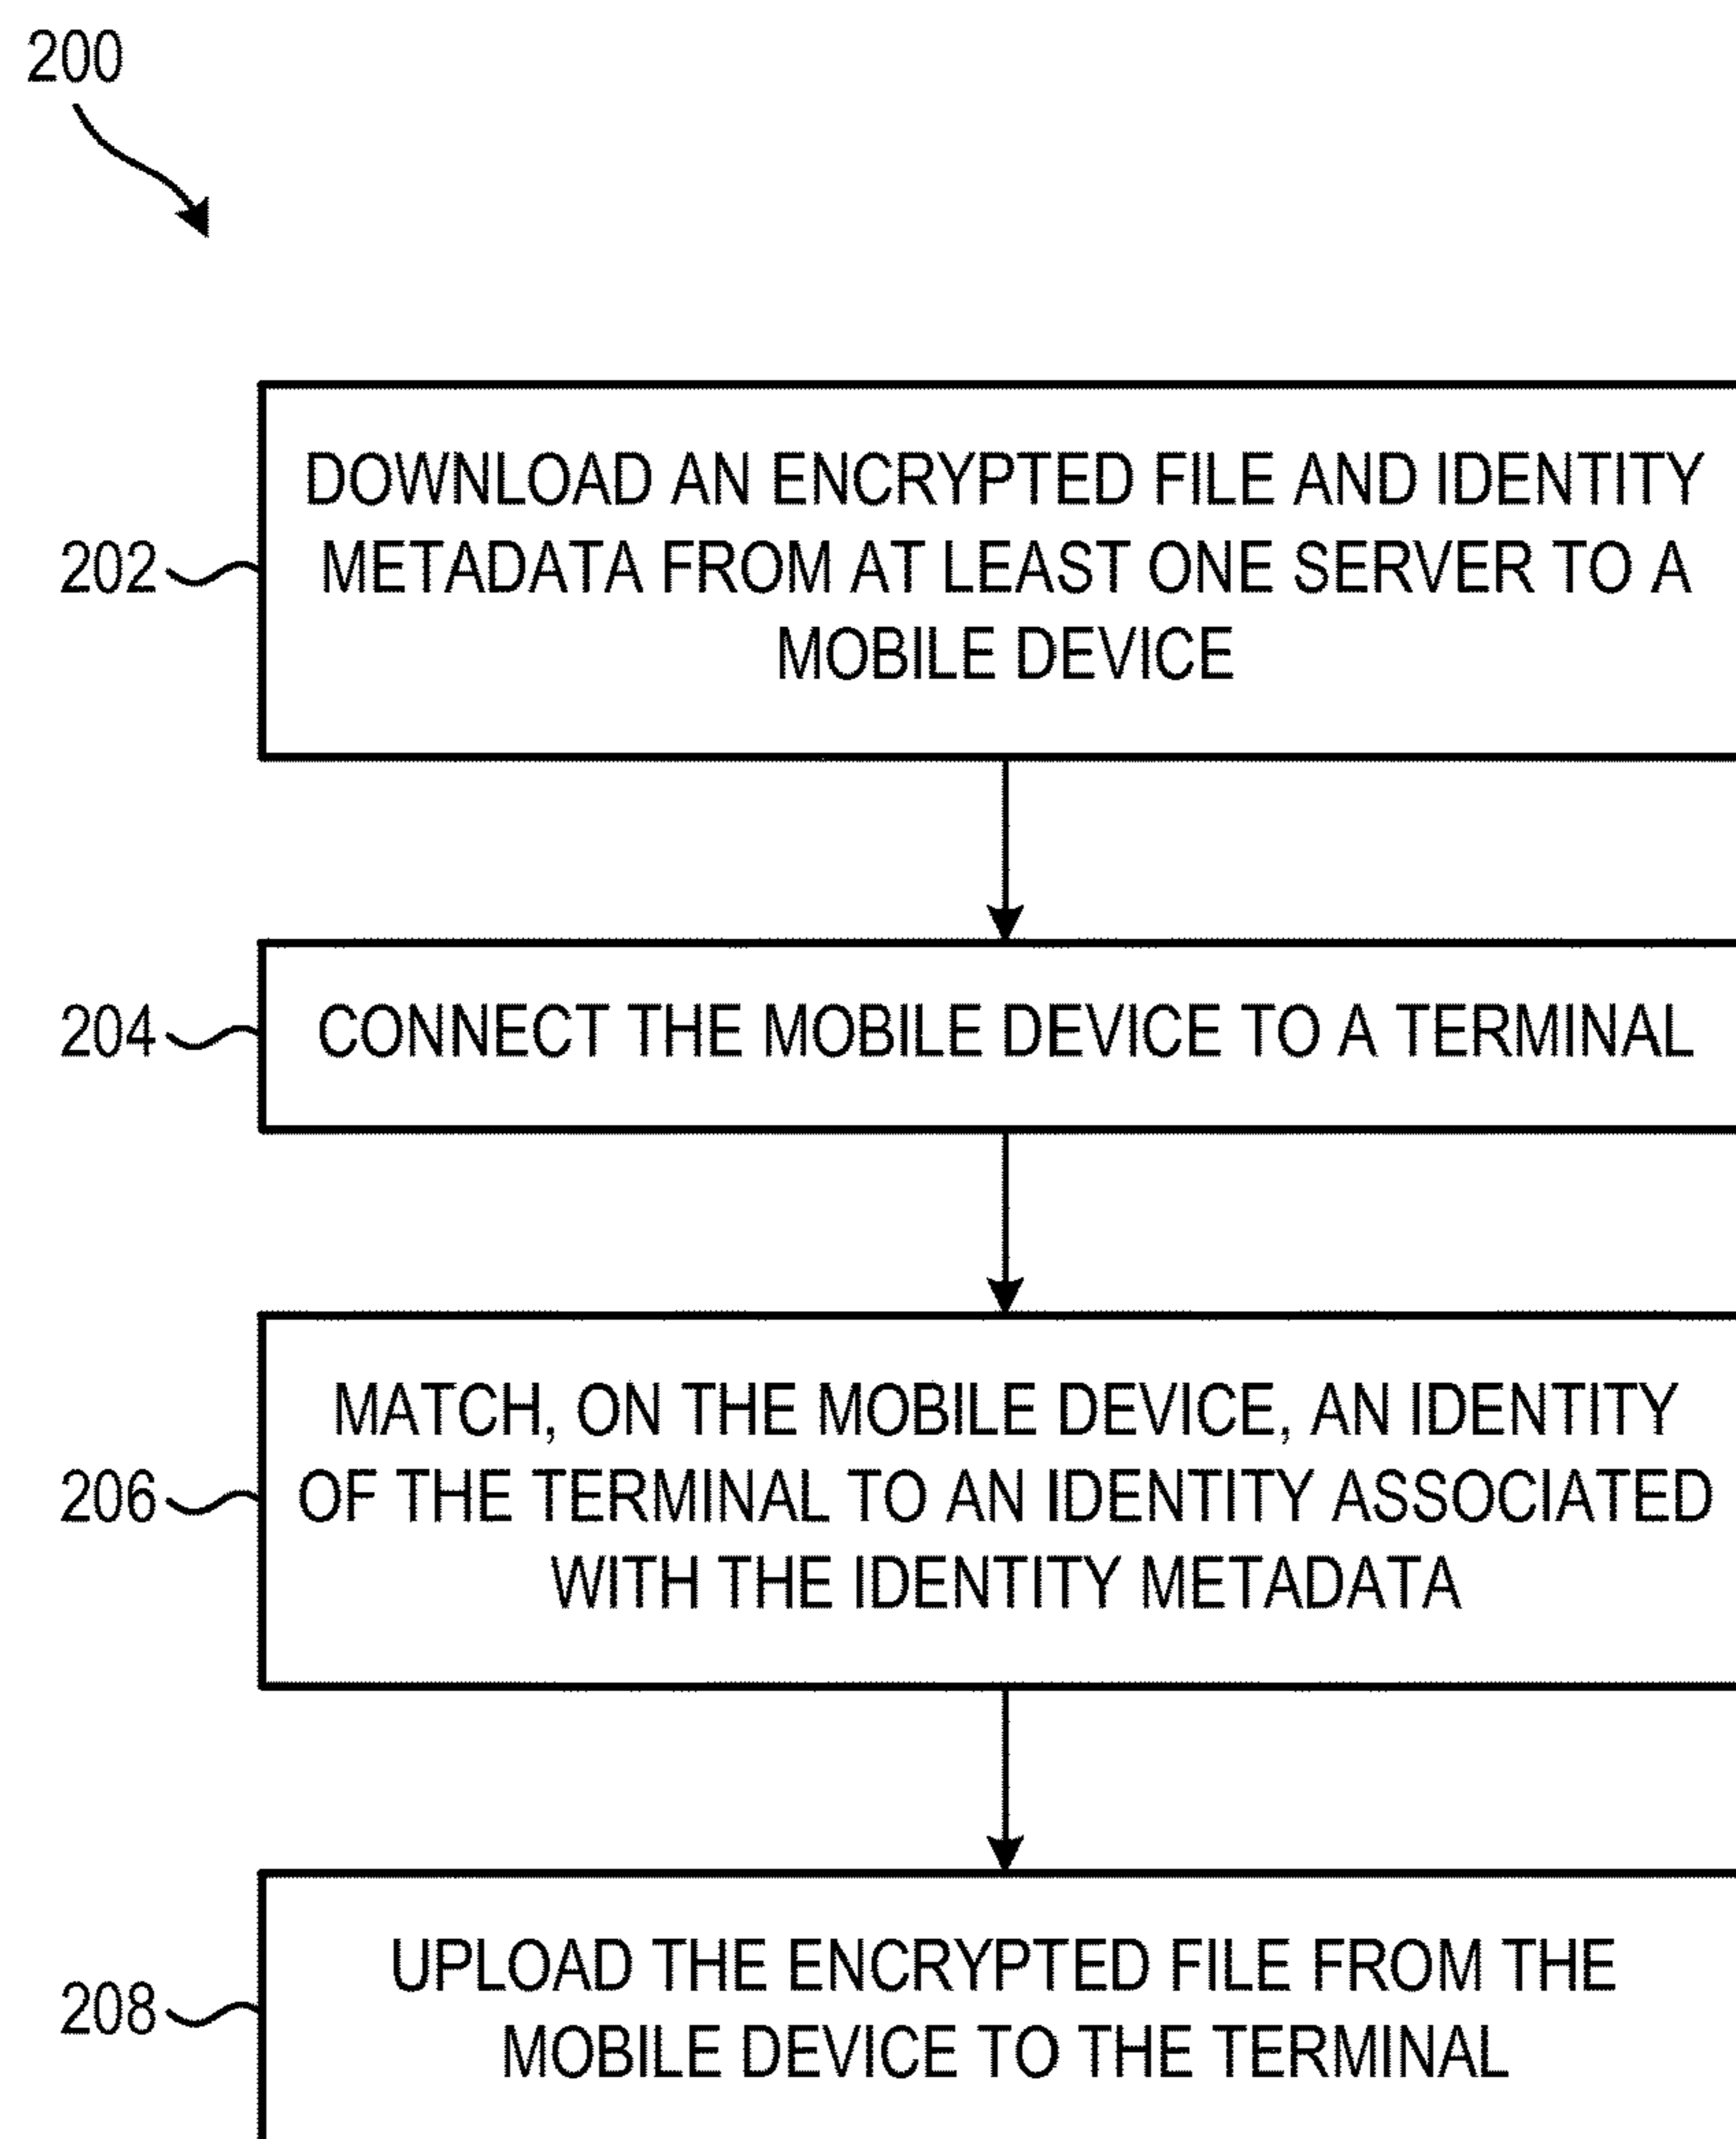 200
DOWNLOAD AN ENCRYPTED FILE AND IDENTITY
METADATA FROM AT LEAST ONE SERVER TO A
MOBILE DEVICE
202
CONNECT THE MOBILE DEVICE TO A TERMINAL
204
MATCH, ON THE MOBILE DEVICE, AN IDENTITY
OF THE TERMINAL TO AN IDENTITY ASSOCIATED
WITH THE IDENTITY METADATA
206
UPLOAD THE ENCRYPTED FILE FROM THE
MOBILE DEVICE TO THE TERMINAL
208